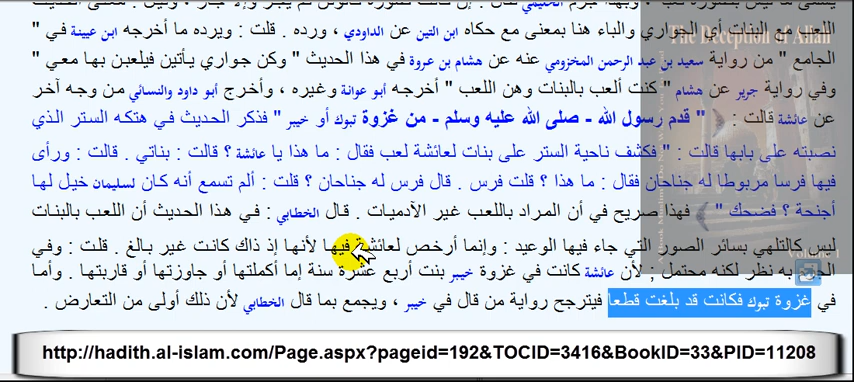 اللعب مع البنات أي الجواري والباء هنا بمعنى مع حكاه ابن التين عن الداودي ، ورده . قلت : ويرده ما أخرجه ابن عيينة في "
الجامع " من رواية سعيد بن عبد الرحمن المخزومي عنه عن هشام بن عروة في هذا الحديث " وكن جواري يأتين فيلعبن بها معي "
وفي رواية جرير عن هشام " كنت ألعب بالبنات وهن اللعب " أخرجه أبو عوانة وغيره ، وأخرج أبو داود والنسائي من وجه آخر
عن عائشة قالت : " قدم رسول الله - صلى الله عليه وسلم - من غزوة تبوك أو خيبر " فذكر الحديث في هتكه الستر الذي
نصبته على بابها قالت : " فكشف ناحية الستر على بنات لعائشة لعب فقال : ما هذا يا عائشة ؟ قالت : بناتي . قالت : ورأى
فيها فرسا مربوطا له جناحان فقال : ما هذا ؟ قلت فرس . قال فرس له جناحان ؟ قلت : ألم تسمع أنه كان لسليمان خيل لها
أجنحة ؟ فضحك " فهذا صريح في أن المراد باللعب غير الآدميات . قال الخطابي : في هذا الحديث أن اللعب بالبنات
ليس كالتلهي بسائر الصور التي جاء فيها الوعيد : وإنما أرخص لعائشة فيها لأنها إذ ذاك كانت غير بالغ . قلت : وفي
به نظر لكنه محتمل ; لأن عائشة كانت في غزوة خيبر بنت أربع عشرة سنة إما أكملتها أو جاوزتها أو قاربتها . وأما
في غزوة تبوك فكانت قد بلغت قطعا فيترجح رواية من قال في خيبر ، ويجمع بما قال الخطابي لأن ذلك أولى من التعارض .
The Deception of Allah
Volume 1
http://hadith.al-islam.com/Page.aspx?pageid=192&TOCID=3416&BookID=33&PID=11208